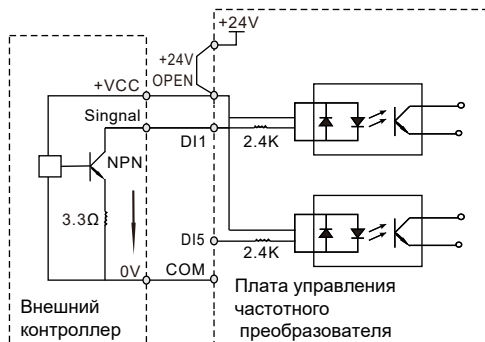 +24V
+24V
OPEN
+VCC
Singnal
DI1
2.4K
NPN
3.3Ω
DI5
2.4K
0V
COM
Внешний
контроллер
Плата управления
частотного
преобразователя